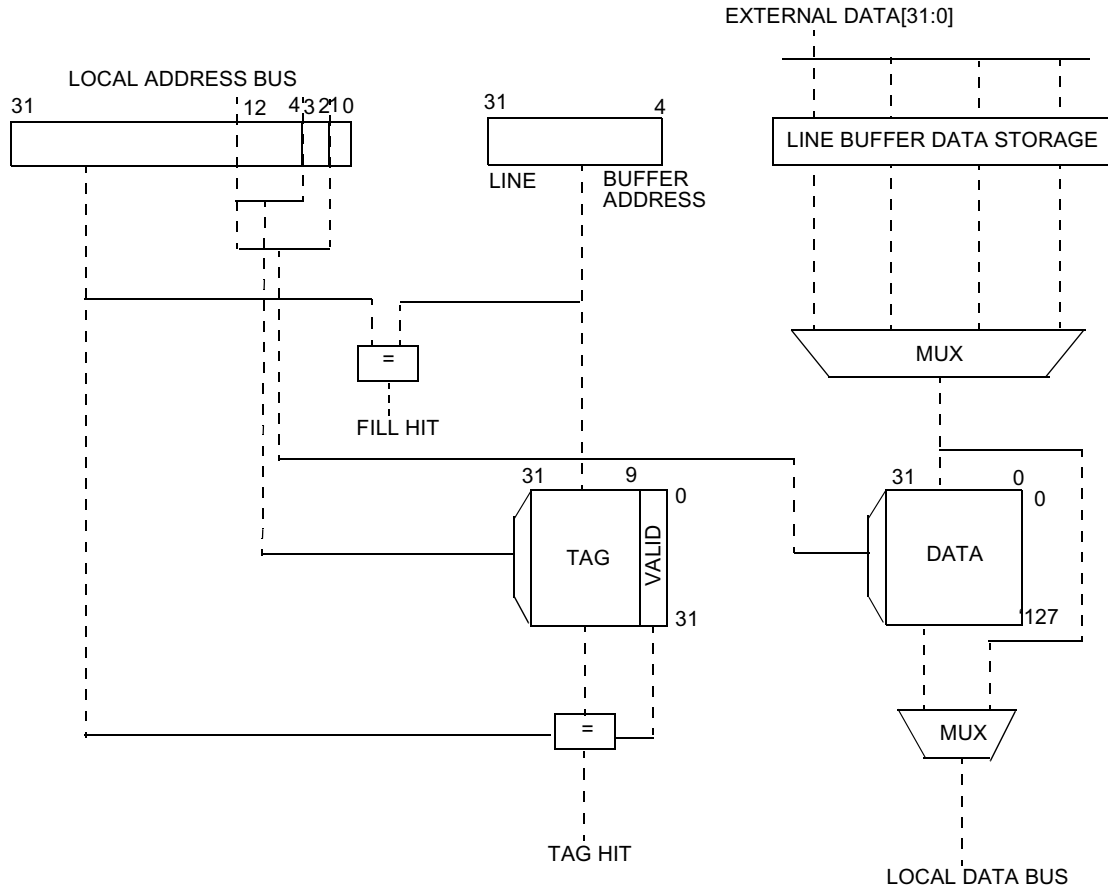 EXTERNAL DATA[31:0]
LOCAL ADDRESS BUS
31 12 4 3 2 1 0
31 4
LINE BUFFER DATA STORAGE
LINE BUFFER
ADDRESS
MUX
=
FILL HIT
31 9 0
31 0 0
TAG VALID
DATA
31
127
=
MUX
TAG HIT
LOCAL DATA BUS